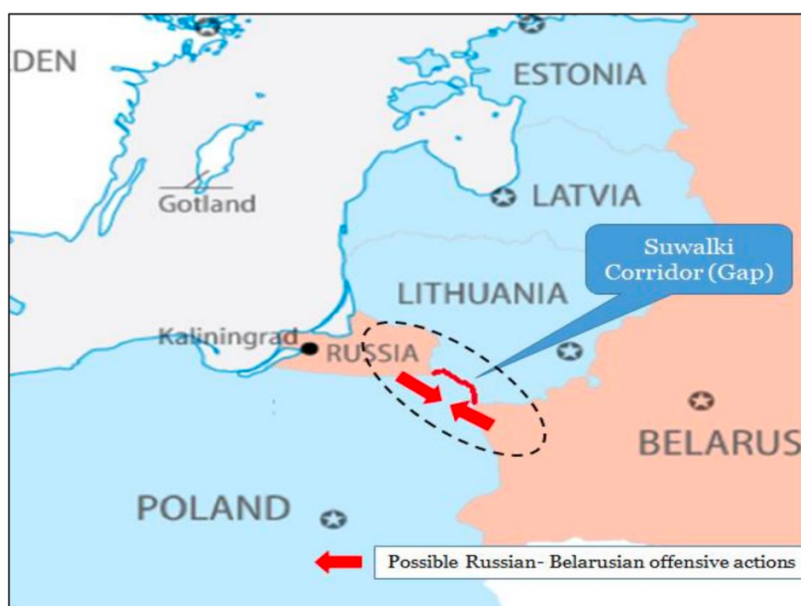 DEN
ESTONIA
Gotland
LATVIA
Suwalki
Corridor (Gap)
LITHUANIA
Kaliningrad
RUSSIA
BELARUS
POLAND
Possible Russian- Belarusian offensive actions